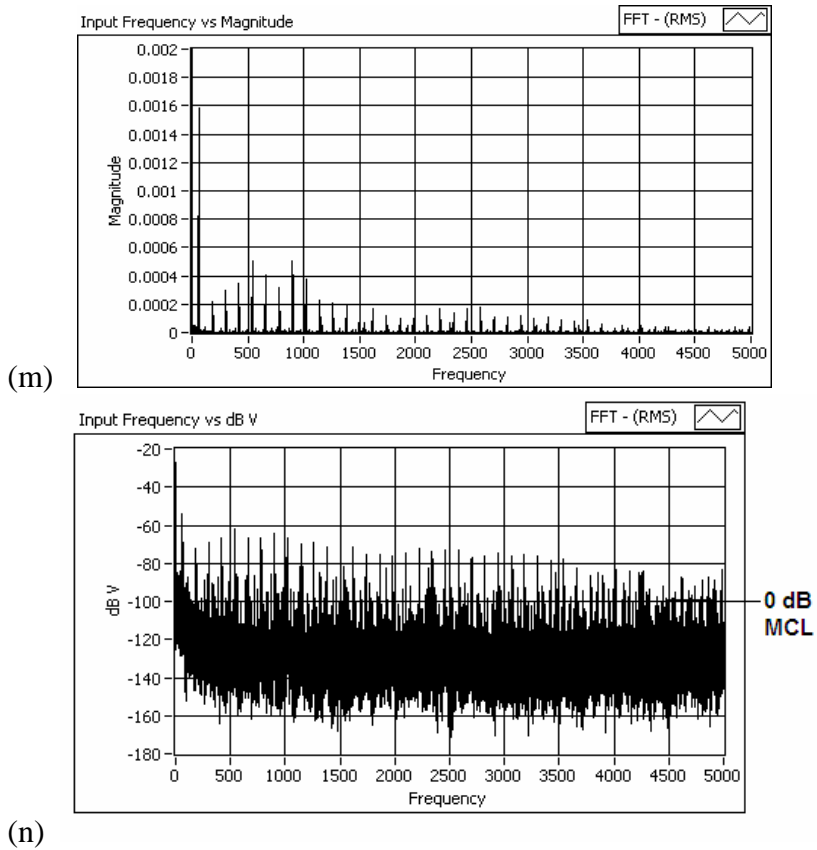 Input Frequency vs Magnitude
FFT - (RMS)
0.002
0.0018
0.0016
0.0014
0.0012
0.001
0.0008
0.0006
0.0004
0.0002
0
Magnitude
0 500 1000 1500 2000 2500 3000 3500 4000 4500 5000
Frequency
(m)
Input Frequency vs dB V
FFT - (RMS)
-20
-40
-60
-80
-100
-120
-140
-160
-180
dB V
0 dB
MCL
0 500 1000 1500 2000 2500 3000 3500 4000 4500 5000
Frequency
(n)